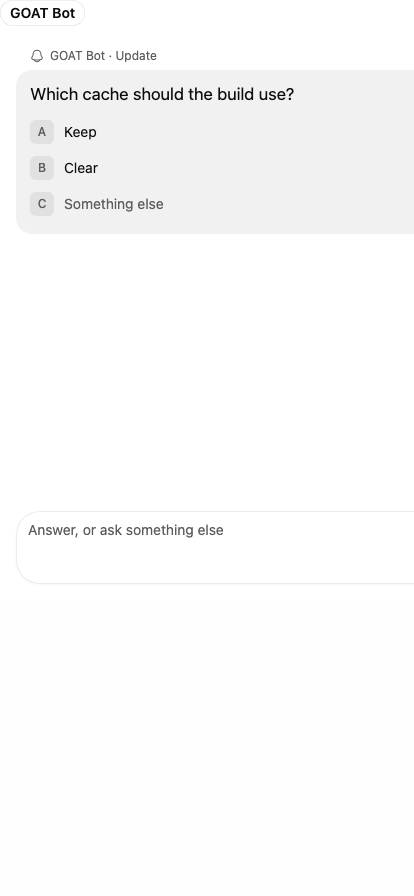 GOAT Bot
GOAT Bot · Update
Which cache should the build use?
A Keep
B Clear
C Something else
Answer, or ask something else